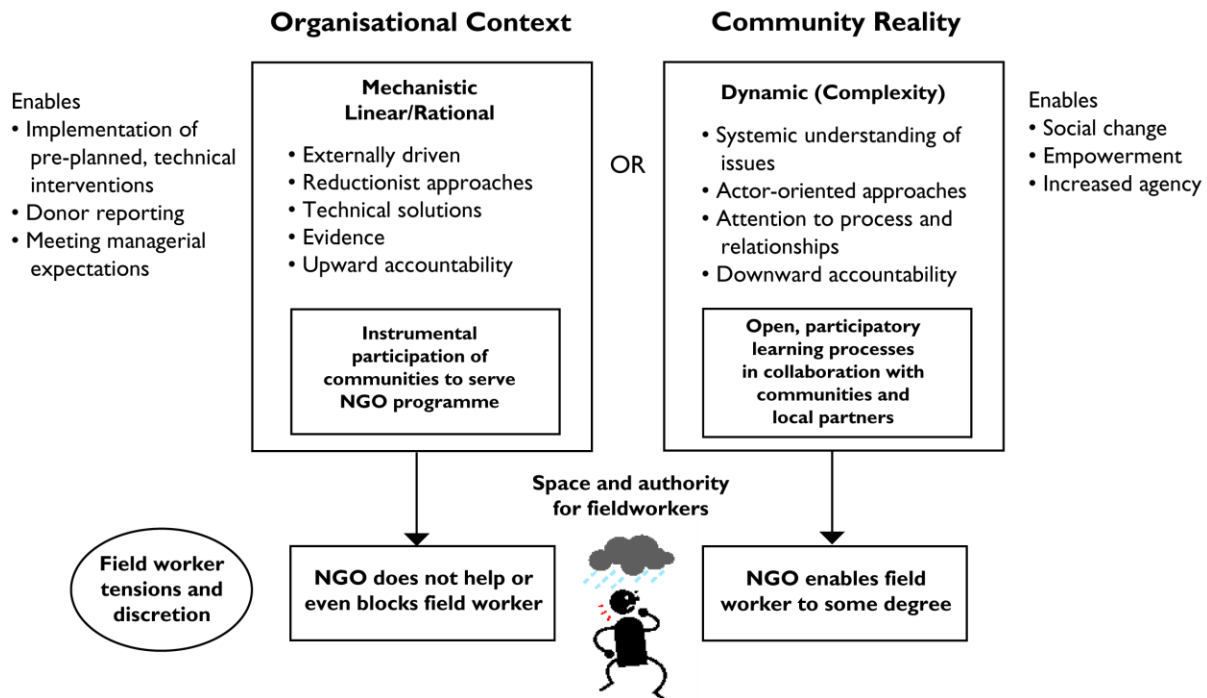 Organisational Context
Community Reality
Enables
• Implementation of
pre-planned, technical
interventions
• Donor reporting
• Meeting managerial
expectations
Mechanistic
Linear/Rational
• Externally driven
• Reductionist approaches
• Technical solutions
• Evidence
• Upward accountability
Instrumental
participation of
communities to serve
NGO programme
OR
Dynamic (Complexity)
• Systemic understanding of
issues
• Actor-oriented approaches
• Attention to process and
relationships
• Downward accountability
Open, participatory
learning processes
in collaboration with
communities and
local partners
Enables
• Social change
• Empowerment
• Increased agency
Space and authority
for fieldworkers
Field worker
tensions and
discretion
NGO does not help or
even blocks field worker
NGO enables field
worker to some degree